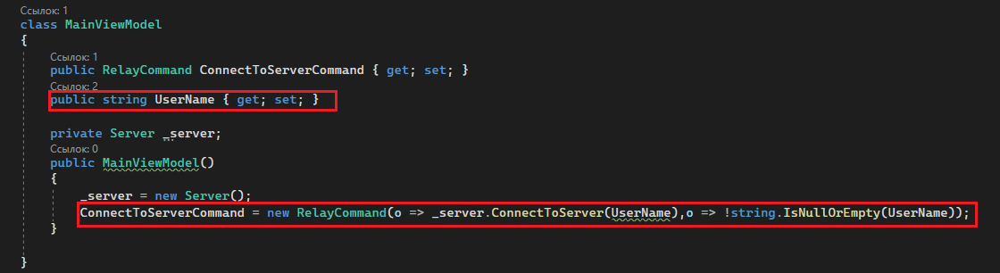 Ссылок: 1
class MainViewModel
{
Ссылок: 1
public RelayCommand ConnectToServerCommand { get; set; }
Ссылок: 2
public string UserName { get; set; }
private Server _server;
Ссылок: 0
public MainViewModel()
{
_server = new Server();
ConnectToServerCommand = new RelayCommand(o => _server.ConnectToServer(UserName),o => !string.IsNullOrEmpty(UserName));
}
}